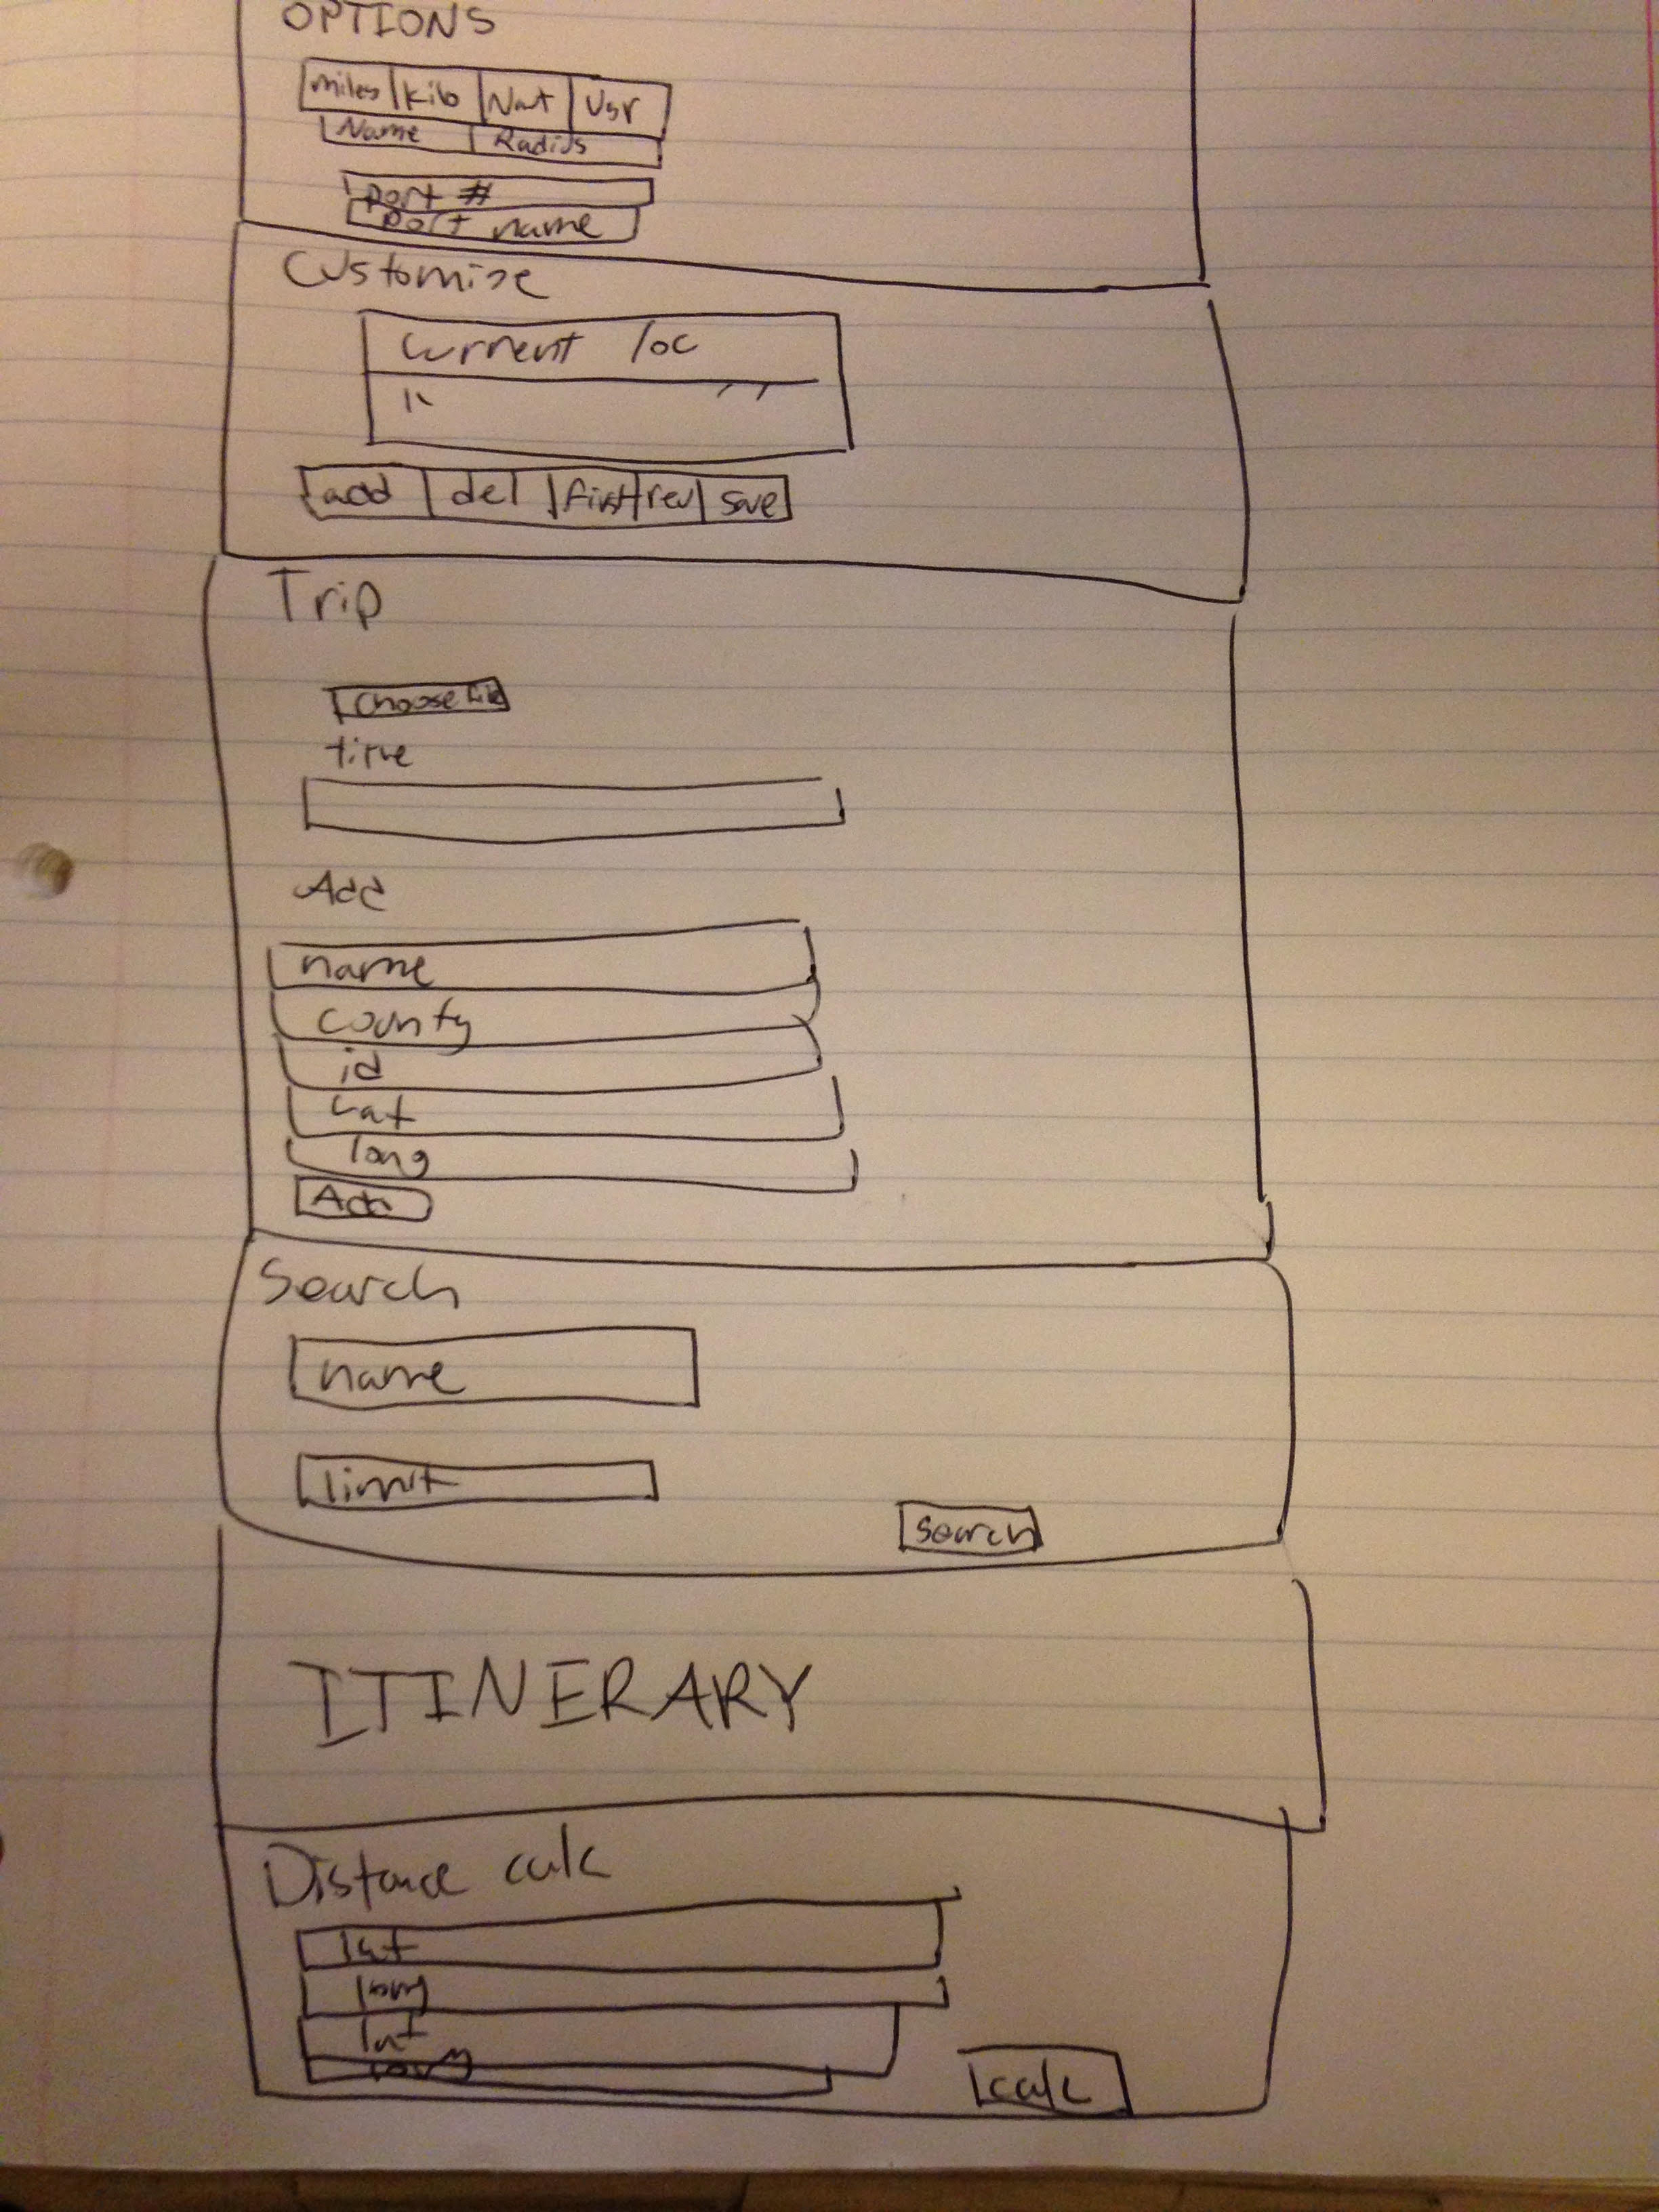 OPTIONS
miles kilo Naut Usr
Name Radius
port #
port name
Customize
Current loc
add del first rev save
Trip
Choose file
title
Add
name
county
id
Lat
long
Add
Search
name
limit
search
ITINERARY
Distance calc
lat
long
lat
long
calc